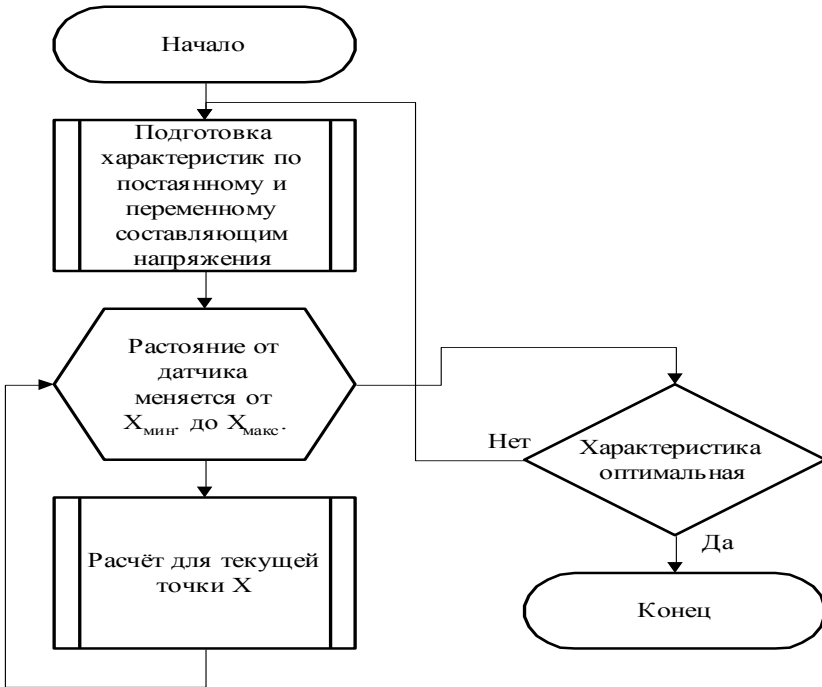 Начало
Подготовка
характеристик по
постаянному и
переменному
составляющим
напряжения
Растояние от
датчика
меняется от
Xмин. до Xмакс.
Расчёт для текущей
точки X
Нет
Характеристика
оптимальная
Да
Конец